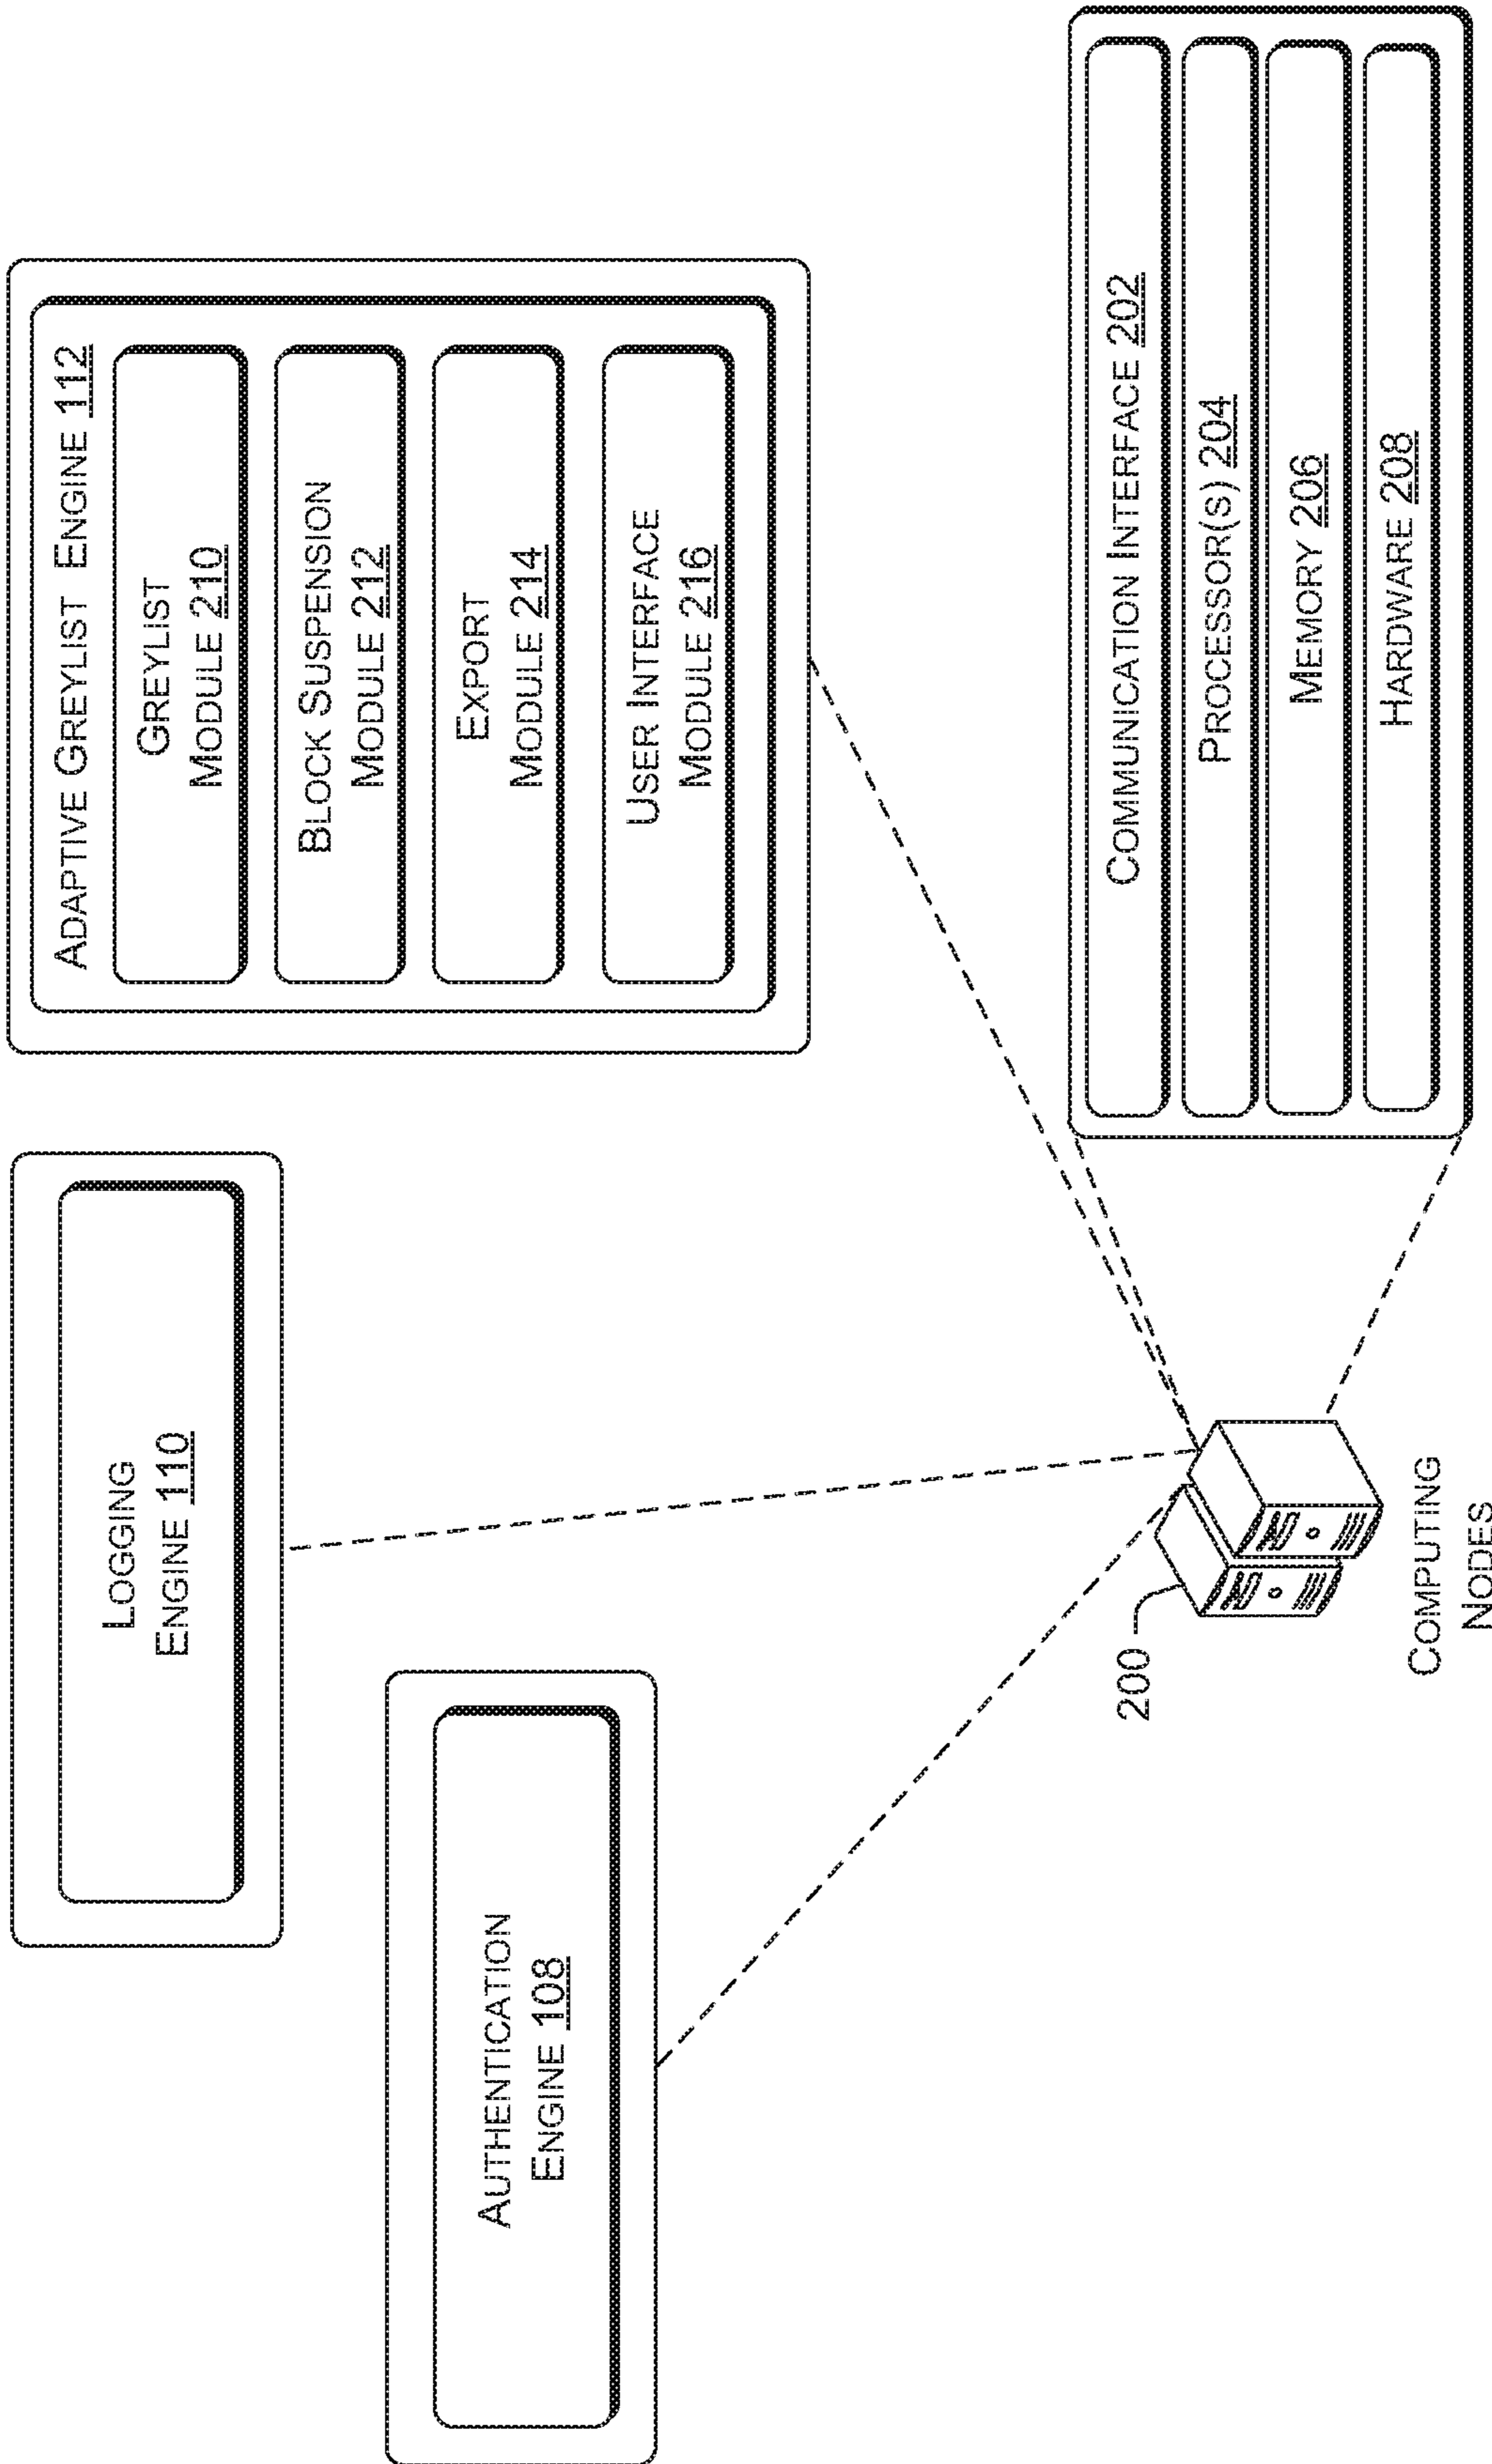 LOGGING
ENGINE 110
AUTHENTICATION
ENGINE 108
ADAPTIVE GREYLIST ENGINE 112
GREYLIST
MODULE 210
BLOCK SUSPENSION
MODULE 212
EXPORT
MODULE 214
USER INTERFACE
MODULE 216
200
COMPUTING
NODES
COMMUNICATION INTERFACE 202
PROCESSOR(S) 204
MEMORY 206
HARDWARE 208